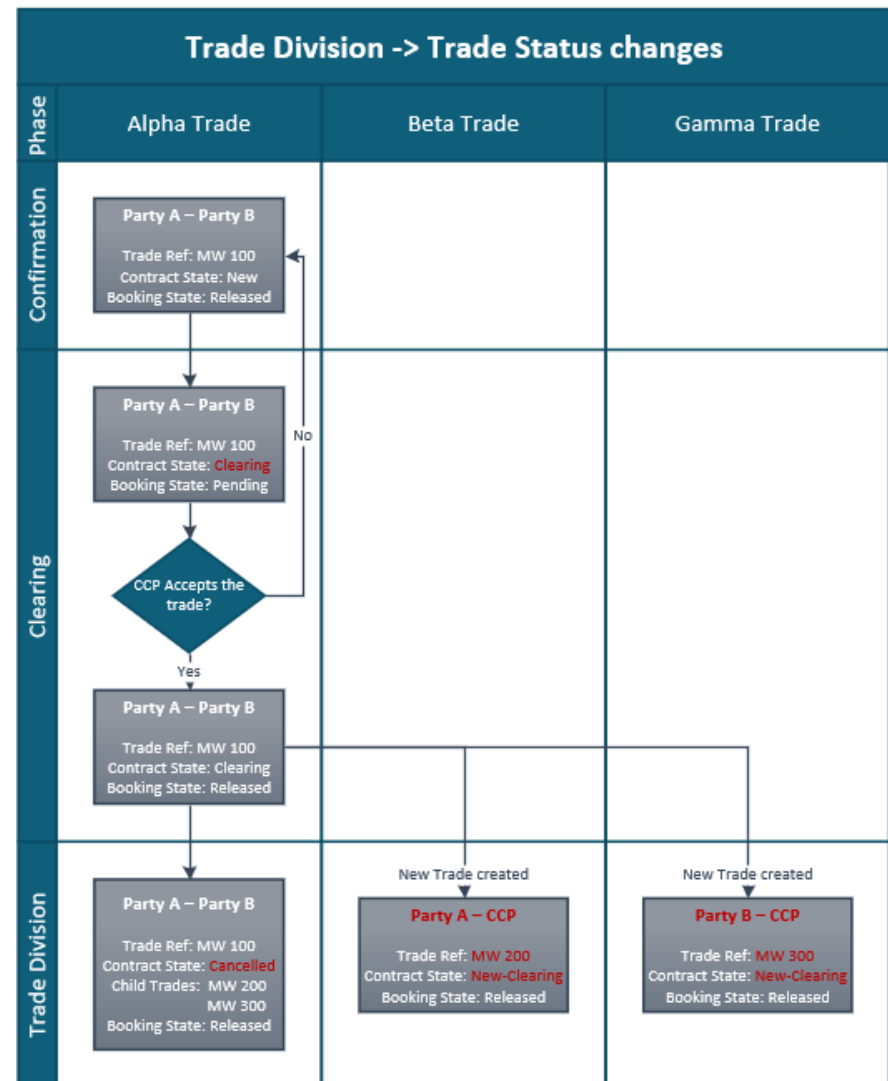 Trade Division -> Trade Status changes
Phase
Alpha Trade
Beta Trade
Gamma Trade
Confirmation
Party A – Party B
Trade Ref: MW 100
Contract State: New
Booking State: Released
Clearing
Party A – Party B
Trade Ref: MW 100
Contract State: Clearing
Booking State: Pending
No
CCP Accepts the
trade?
Yes
Party A – Party B
Trade Ref: MW 100
Contract State: Clearing
Booking State: Released
Trade Division
Party A – Party B
Trade Ref: MW 100
Contract State: Cancelled
Child Trades: MW 200
MW 300
Booking State: Released
New Trade created
Party A – CCP
Trade Ref: MW 200
Contract State: New-Clearing
Booking State: Released
New Trade created
Party B – CCP
Trade Ref: MW 300
Contract State: New-Clearing
Booking State: Released